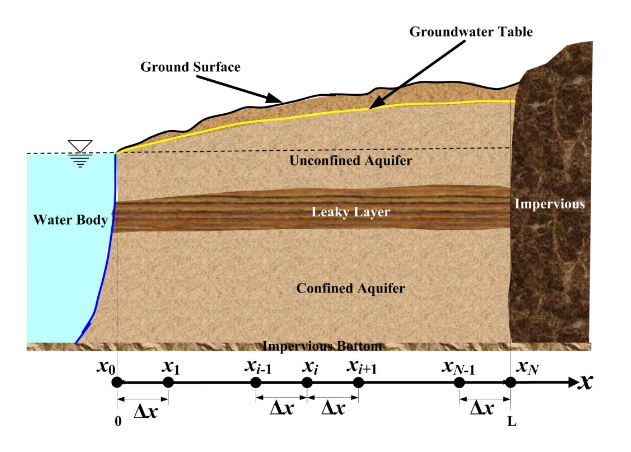 Groundwater Table
Ground Surface
Unconfined Aquifer
Water Body
Leaky Layer
Impervious
Confined Aquifer
Impervious Bottom
x0 x1 xi-1 xi xi+1 xN-1 xN x
Δx Δx Δx Δx
0 L